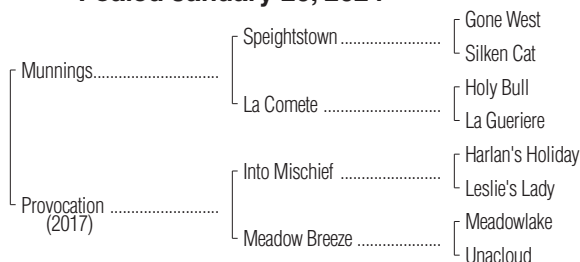 Gone West
Speightstown
Silken Cat
Munnings
Holy Bull
La Comete
La Gueriere
Harlan's Holiday
Into Mischief
Leslie's Lady
Provocation
(2017)
Meadowlake
Meadow Breeze
Unacloud